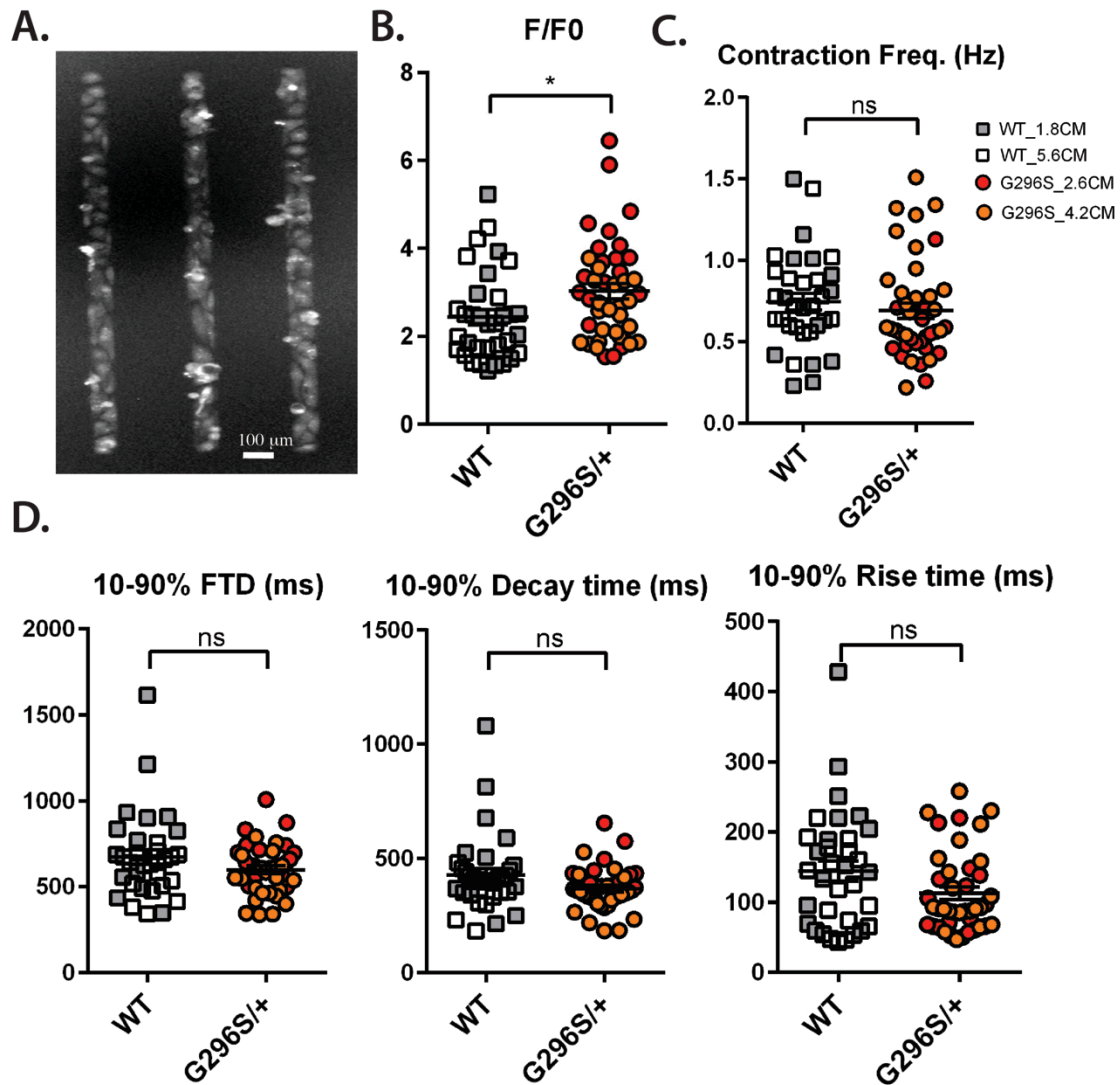 A.
100 μm
B.
F/F0
8
6
4
2
0
*
WT
G296S/+
C.
Contraction Freq. (Hz)
2.0
1.5
1.0
0.5
0.0
ns
WT
G296S/+
WT_1.8CM
WT_5.6CM
G296S_2.6CM
G296S_4.2CM
D.
10-90% FTD (ms)
2000
1500
1000
500
0
ns
WT
G296S/+
10-90% Decay time (ms)
1500
1000
500
0
ns
WT
G296S/+
10-90% Rise time (ms)
500
400
300
200
100
0
ns
WT
G296S/+